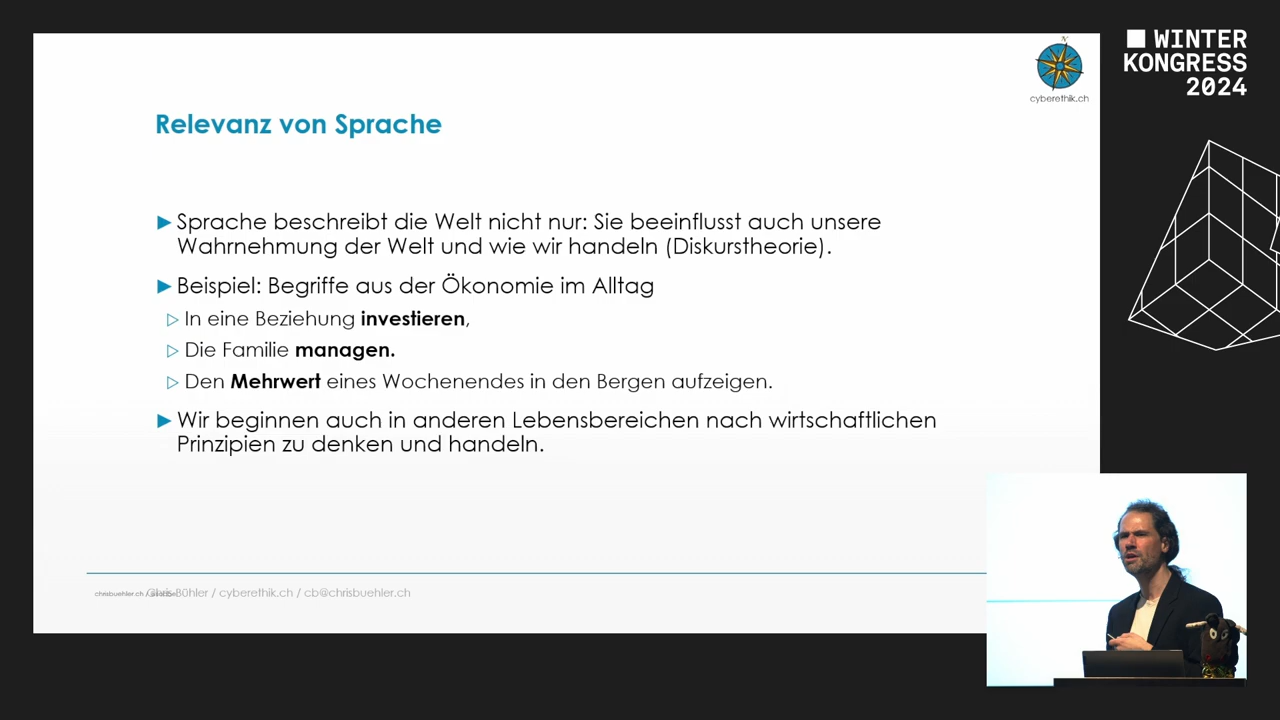 WINTER
KONGRESS
2024
N
cyberethik.ch
Relevanz von Sprache
Sprache beschreibt die Welt nicht nur: Sie beeinflusst auch unsere
Wahrnehmung der Welt und wie wir handeln (Diskurstheorie).
Beispiel: Begriffe aus der Ökonomie im Alltag
In eine Beziehung investieren,
Die Familie managen.
Den Mehrwert eines Wochenendes in den Bergen aufzeigen.
Wir beginnen auch in anderen Lebensbereichen nach wirtschaftlichen
Prinzipien zu denken und handeln.
chrisbuehler.ch / Bühler / cyberethik.ch / cb@chrisbuehler.ch